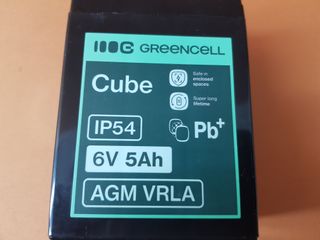 GREENCELL
Cube
Safe in
enclosed
spaces
Super long
lifetime
IP54
Pb+
6V 5Ah
AGM VRLA